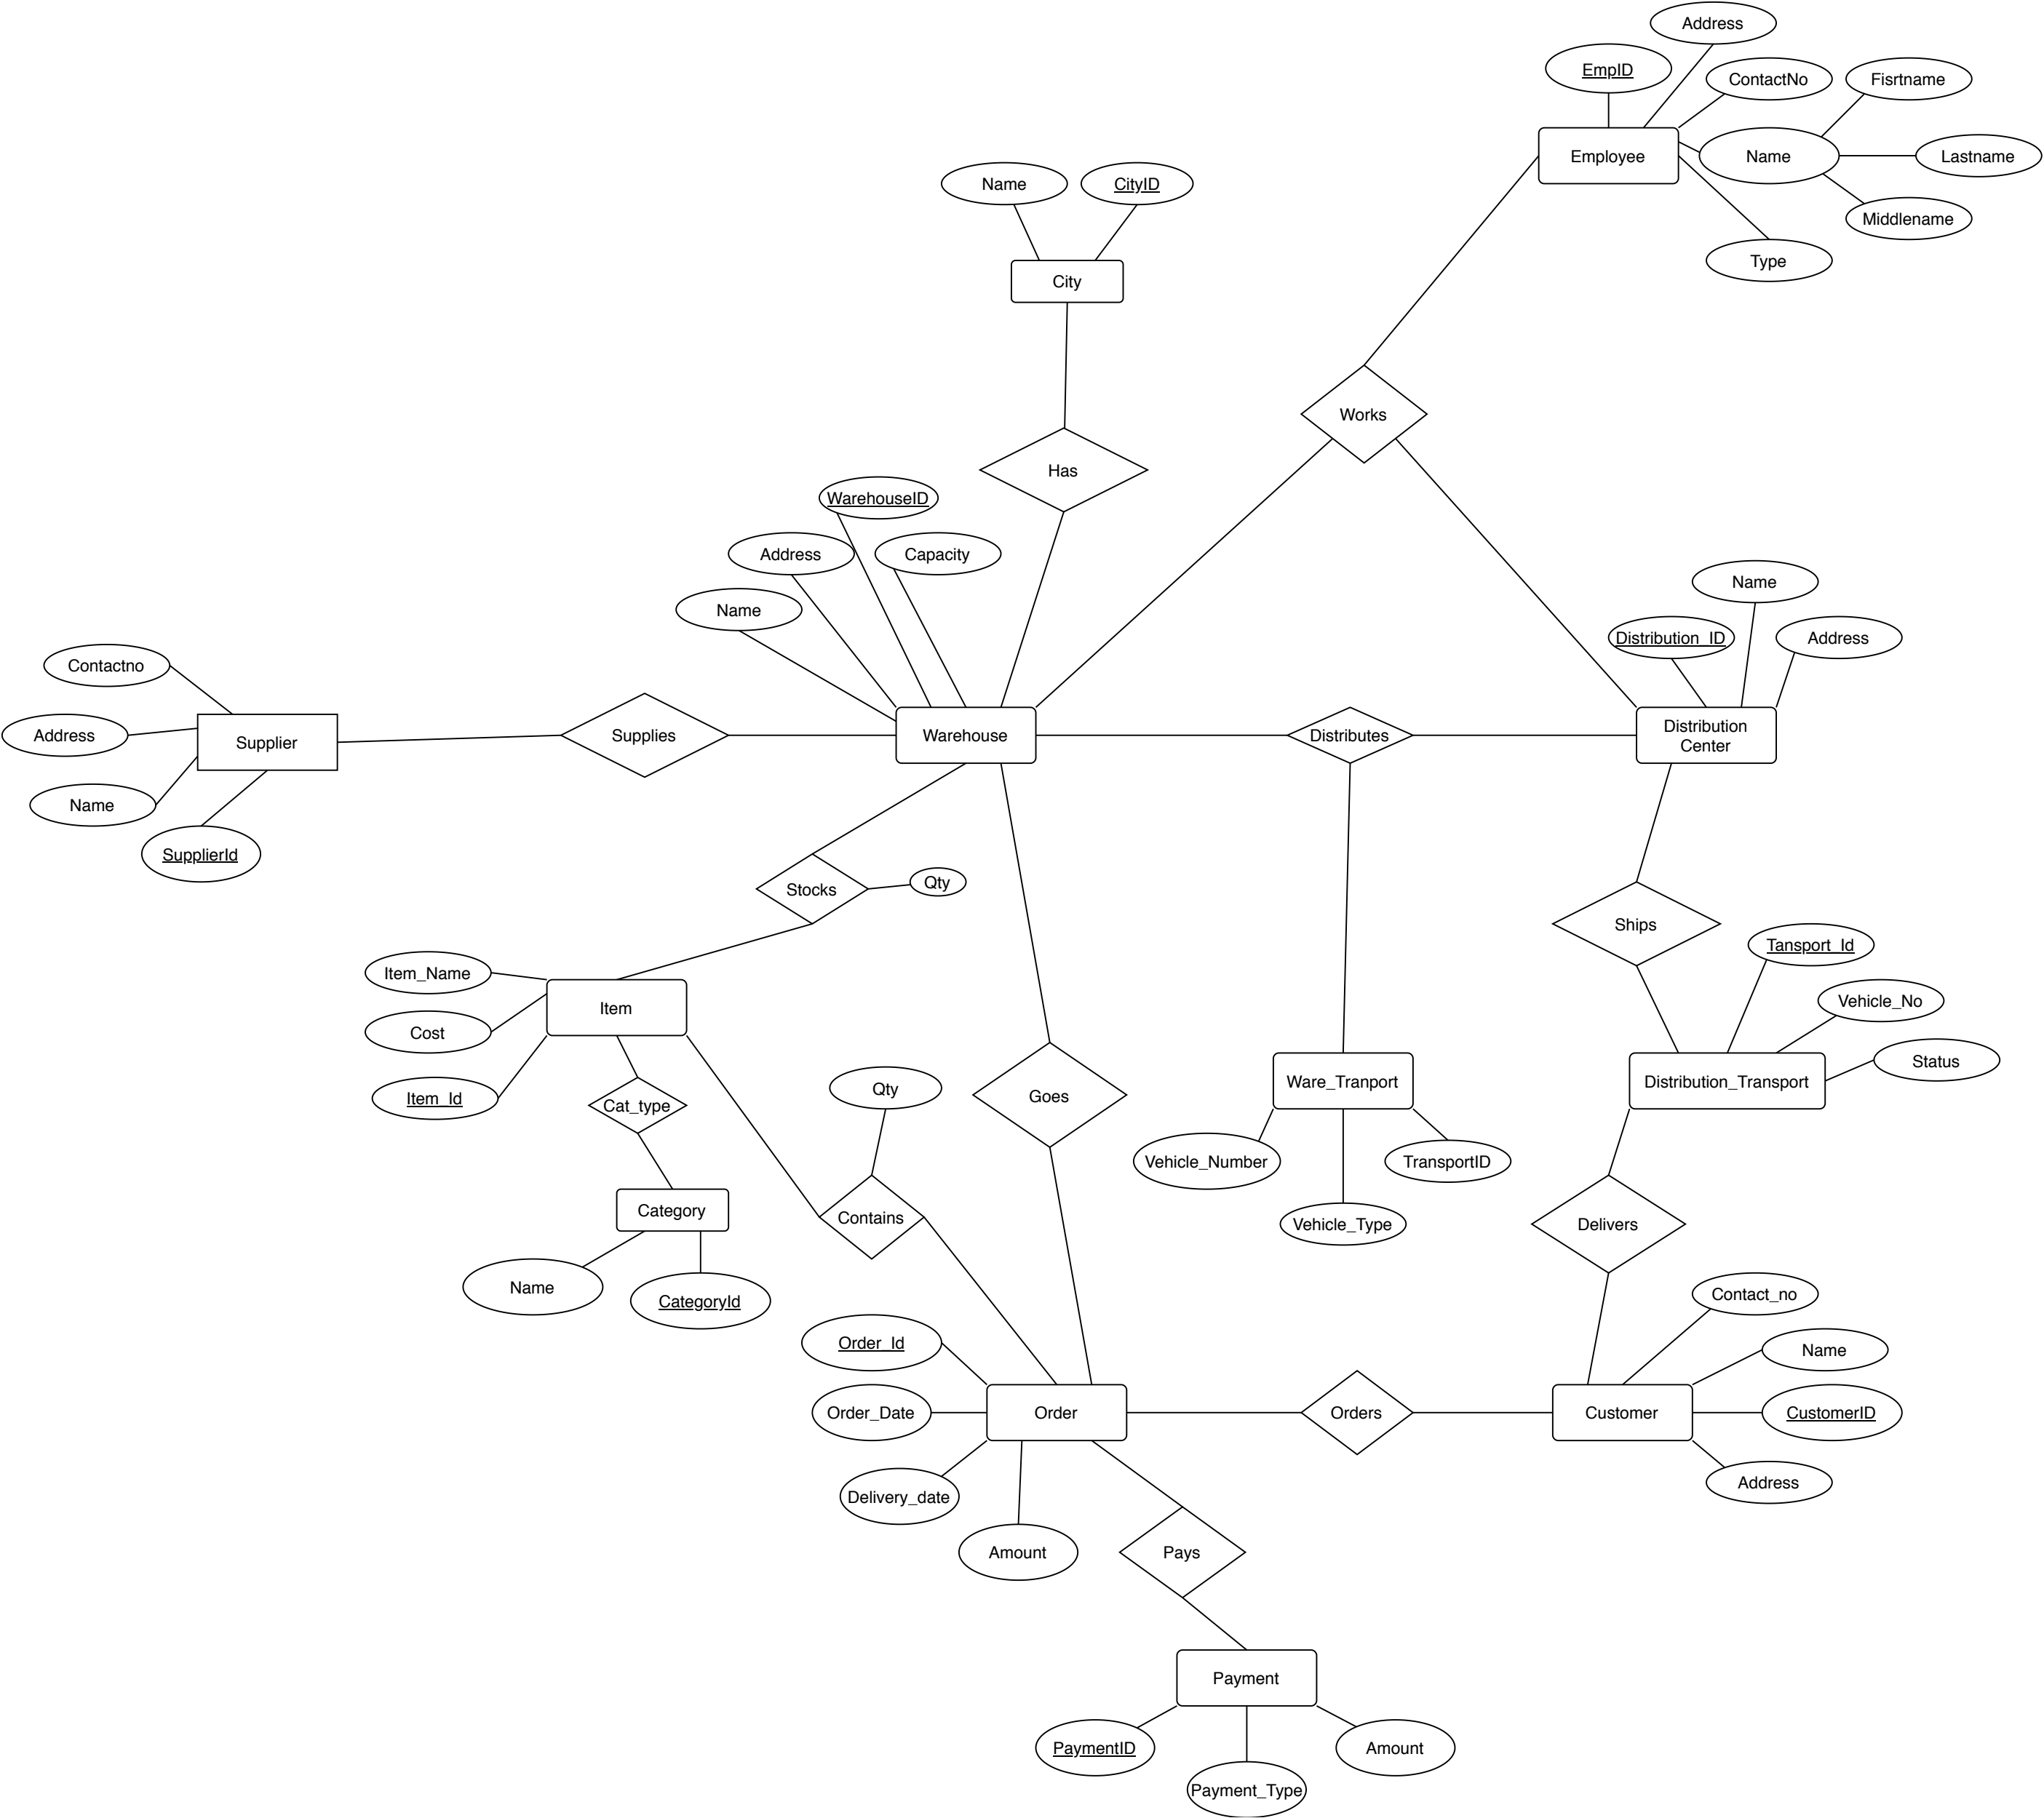 Address
EmpID
ContactNo
Fisrtname
Employee
Name
Lastname
Middlename
Type
Name
CityID
City
Works
Has
WarehouseID
Address
Capacity
Name
Name
Distribution_ID
Address
Contactno
Address
Supplier
Supplies
Warehouse
Distributes
Distribution
Center
Name
SupplierId
Stocks
Qty
Ships
Tansport_Id
Item_Name
Item
Cost
Item_Id
Vehicle_No
Status
Cat_type
Qty
Goes
Ware_Tranport
Distribution_Transport
Vehicle_Number
TransportID
Vehicle_Type
Category
Contains
Delivers
Name
CategoryId
Contact_no
Order_Id
Name
Order_Date
Order
Orders
Customer
CustomerID
Delivery_date
Address
Amount
Pays
Payment
PaymentID
Amount
Payment_Type